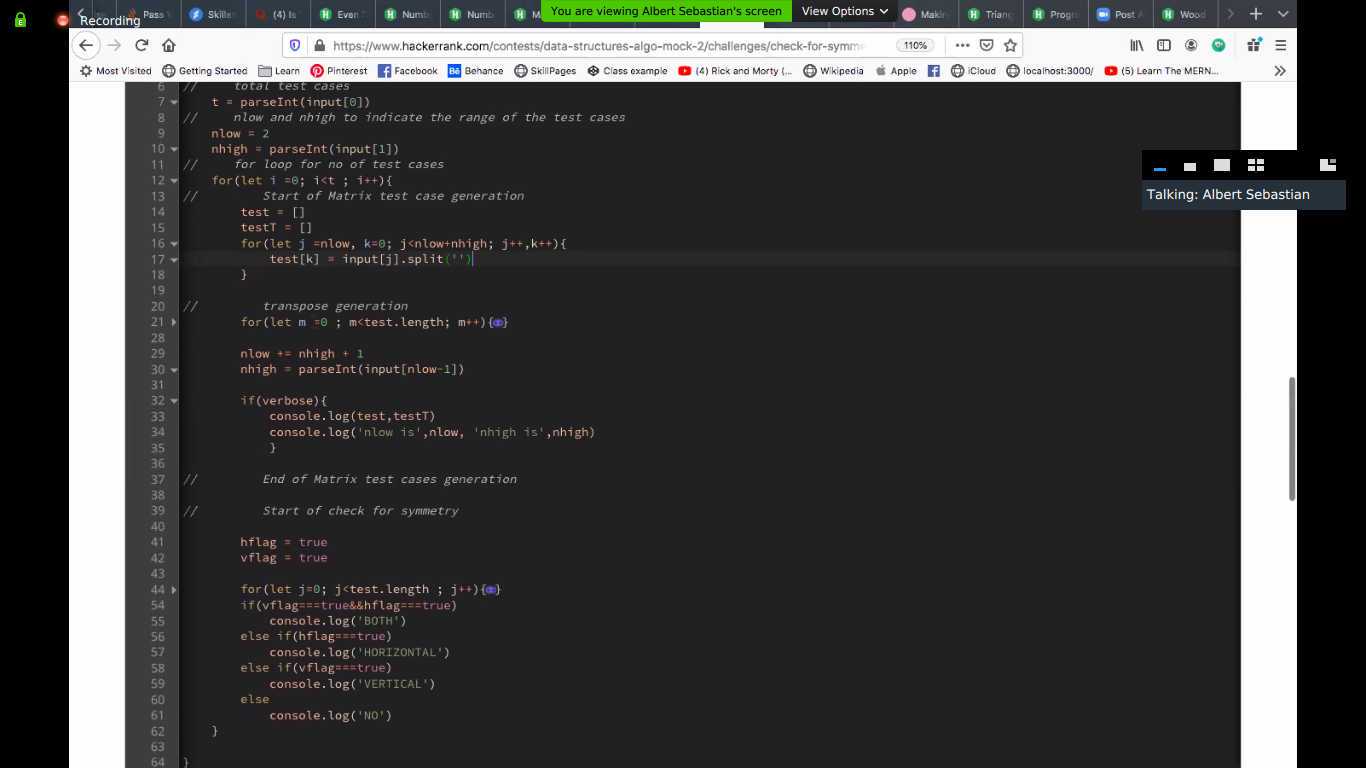 Recording
You are viewing Albert Sebastian's screen
View Options
Pass
Skille
(4) Is
Even
Numb
Numb
Makin
Triang
Progra
Post A
Wood
https://www.hackerrank.com/contests/data-structures-algo-mock-2/challenges/check-for-symme
110%
Most Visited
Getting Started
Learn
Pinterest
Facebook
Behance
SkillPages
Class example
(4) Rick and Morty (...
Wikipedia
Apple
iCloud
localhost:3000/
(5) Learn The MERN...
Talking: Albert Sebastian
6 // total test cases
7 t = parseInt(input[0])
8 // nlow and nhigh to indicate the range of the test cases
9 nlow = 2
10 nhigh = parseInt(input[1])
11 // for loop for no of test cases
12 for(let i =0; i<t ; i++){
13 // Start of Matrix test case generation
14 test = []
15 testT = []
16 for(let j =nlow, k=0; j<nlow+nhigh; j++,k++){
17 test[k] = input[j].split('')
18 }
19
20 // transpose generation
21 for(let m =0 ; m<test.length; m++){}
28
29 nlow += nhigh + 1
30 nhigh = parseInt(input[nlow-1])
31
32 if(verbose){
33 console.log(test,testT)
34 console.log('nlow is',nlow, 'nhigh is',nhigh)
35 }
36
37 // End of Matrix test cases generation
38
39 // Start of check for symmetry
40
41 hflag = true
42 vflag = true
43
44 for(let j=0; j<test.length ; j++){}
54 if(vflag===true&&hflag===true)
55 console.log('BOTH')
56 else if(hflag===true)
57 console.log('HORIZONTAL')
58 else if(vflag===true)
59 console.log('VERTICAL')
60 else
61 console.log('NO')
62 }
63
64 }